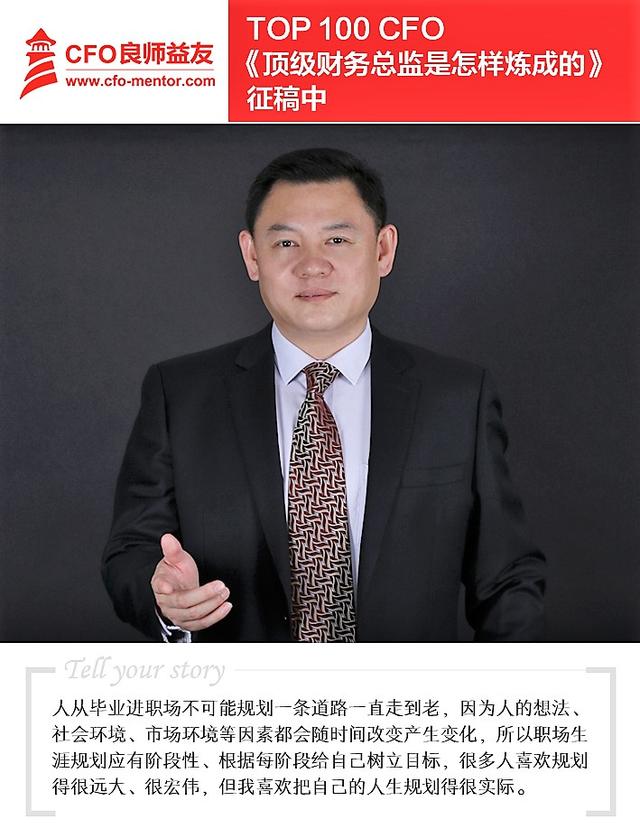 CFO良师益友
www.cfo-mentor.com
TOP 100 CFO
《顶级财务总监是怎样炼成的》
征稿中
Tell your story
人从毕业进职场不可能规划一条道路一直走到老，因为人的想法、
社会环境、市场环境等因素都会随时间改变产生变化，所以职场生
涯规划应有阶段性、根据每阶段给自己树立目标，很多人喜欢规划
得很远大、很宏伟，但我喜欢把自己的人生规划得很实际。